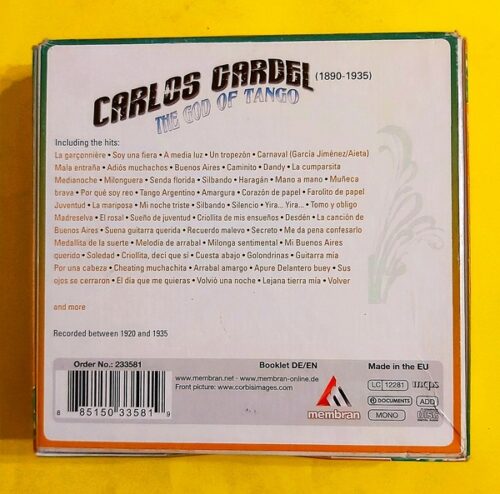 CARLOS GARDEL (1890-1935)
THE GOD OF TANGO
Including the hits:
La garçonnière • Soy una fiera • A media luz • Un tropezón • Carnaval (García Jiménez/Aieta)
Mala entraña • Adiós muchachos • Buenos Aires • Caminito • Dandy • La cumparsita
Medianoche • Milonguera • Senda florida • Silbando • Haragán • Mano a mano • Muñeca
brava • Por qué soy reo • Tango Argentino • Amargura • Corazón de papel • Farolito de papel
Juventud • La mariposa • Mi noche triste • Silbando • Silencio • Yira... Yira... • Tomo y obligo
Madreselva • El rosal • Sueño de juventud • Criollita de mis ensueños • Desdén • La canción de
Buenos Aires • Suena guitarra querida • Recuerdo malevo • Secreto • Me da pena confesarlo
Medallita de la suerte • Melodía de arrabal • Milonga sentimental • Mi Buenos Aires
querido • Soledad • Criollita, decí que sí • Cuesta abajo • Golondrinas • Guitarra mía
Por una cabeza • Cheating muchachita • Arrabal amargo • Apure Delantero buey • Sus
ojos se cerraron • El día que me quieras • Volvió una noche • Lejana tierra mía • Volver
and more
Recorded between 1920 and 1935
Order No.: 233581
Booklet DE/EN
Made in the EU
www.membran.net · www-membran-online.de
Front picture: www.corbisimages.com
membran
LC 12281 mcps
DOCUMENTS ADD
MONO
8 85150 33581 9